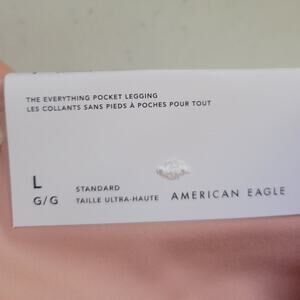 THE EVERYTHING POCKET LEGGING
LES COLLANTS SANS PIEDS À POCHES POUR TOUT
L
G/G
STANDARD
TAILLE ULTRA-HAUTE
AMERICAN EAGLE